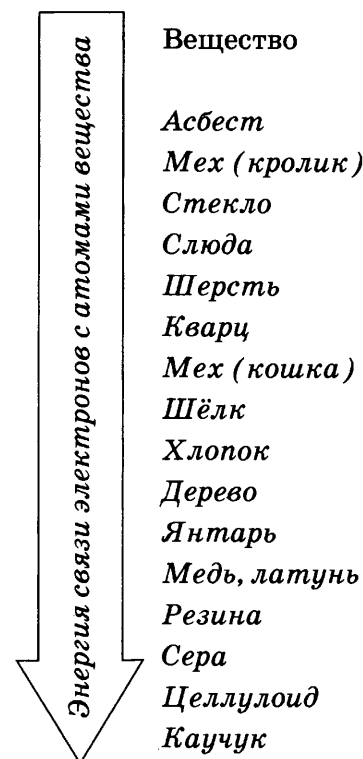 Энергия связи электронов с атомами вещества
Вещество
Асбест
Мех (кролик)
Стекло
Слюда
Шерсть
Кварц
Мех (кошка)
Шёлк
Хлопок
Дерево
Янтарь
Медь, латунь
Резина
Сера
Целлулоид
Каучук